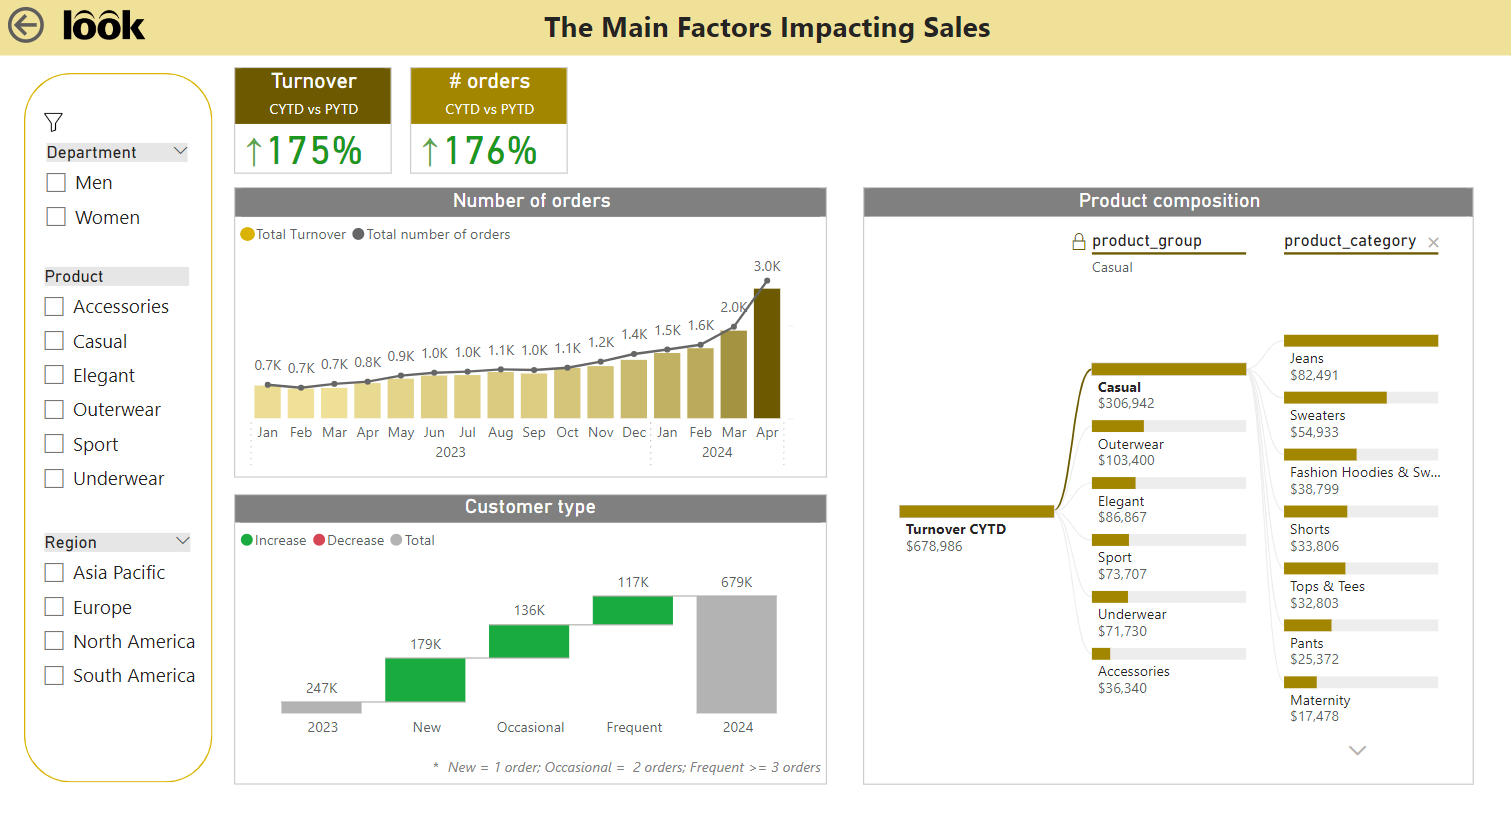 lōōk
The Main Factors Impacting Sales
Department
Men
Women
Product
Accessories
Casual
Elegant
Outerwear
Sport
Underwear
Region
Asia Pacific
Europe
North America
South America
Turnover
CYTD vs PYTD
↑175%
# orders
CYTD vs PYTD
↑176%
Number of orders
Total Turnover Total number of orders
0.7K 0.7K 0.7K 0.8K 0.9K 1.0K 1.0K 1.1K 1.0K 1.1K 1.2K 1.4K 1.5K 1.6K 2.0K 3.0K
Jan Feb Mar Apr May Jun Jul Aug Sep Oct Nov Dec Jan Feb Mar Apr
2023 2024
Customer type
Increase Decrease Total
247K 179K 136K 117K 679K
2023 New Occasional Frequent 2024
* New = 1 order; Occasional = 2 orders; Frequent >= 3 orders
Product composition
product_group
Casual
product_category
Turnover CYTD
$678,986
Casual
$306,942
Outerwear
$103,400
Elegant
$86,867
Sport
$73,707
Underwear
$71,730
Accessories
$36,340
Jeans
$82,491
Sweaters
$54,933
Fashion Hoodies & Sw...
$38,799
Shorts
$33,806
Tops & Tees
$32,803
Pants
$25,372
Maternity
$17,478